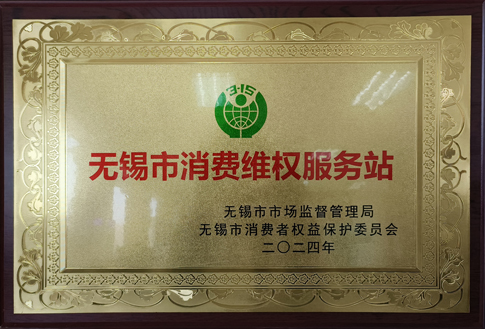 3·15
无锡市消费维权服务站
无锡市市场监督管理局
无锡市消费者权益保护委员会
二〇二四年